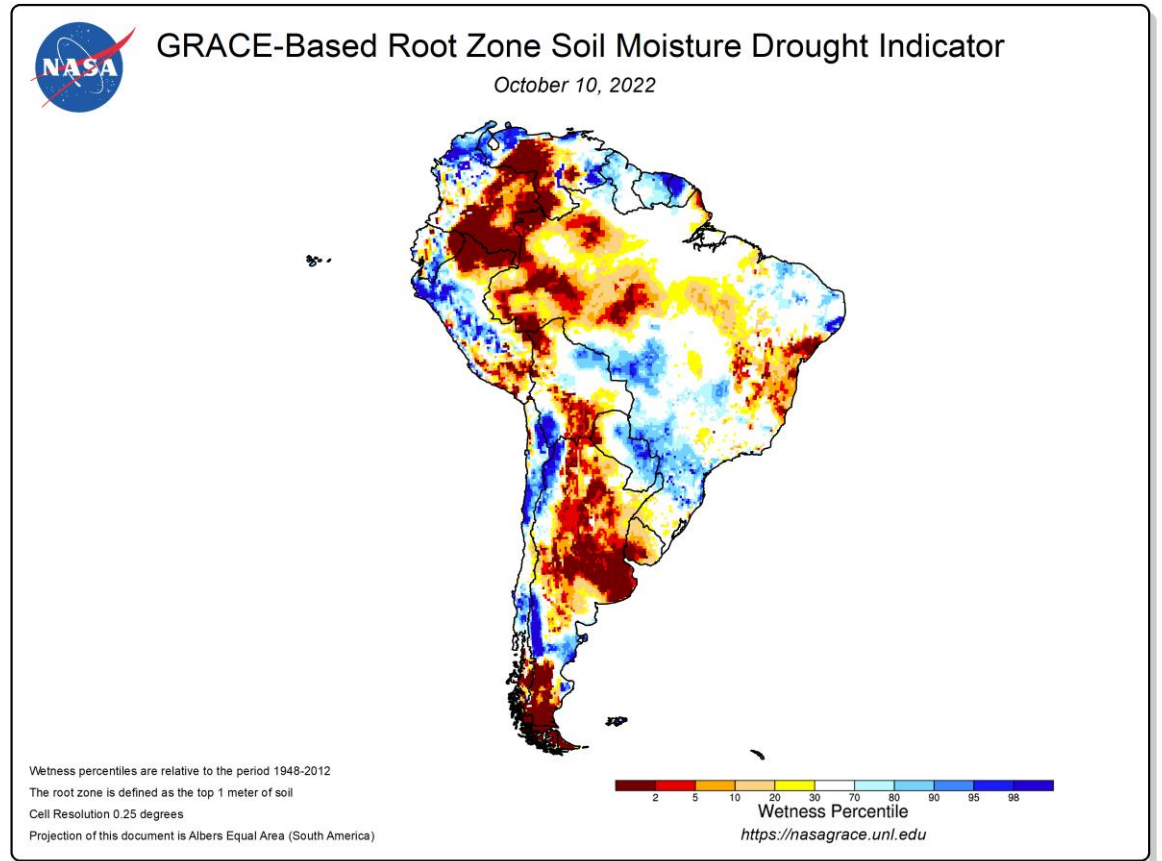 NASA
GRACE-Based Root Zone Soil Moisture Drought Indicator
October 10, 2022
Wetness percentiles are relative to the period 1948-2012
The root zone is defined as the top 1 meter of soil
Cell Resolution 0.25 degrees
Projection of this document is Albers Equal Area (South America)
2 5 10 20 30 70 80 90 95 98
Wetness Percentile
https://nasagrace.unl.edu